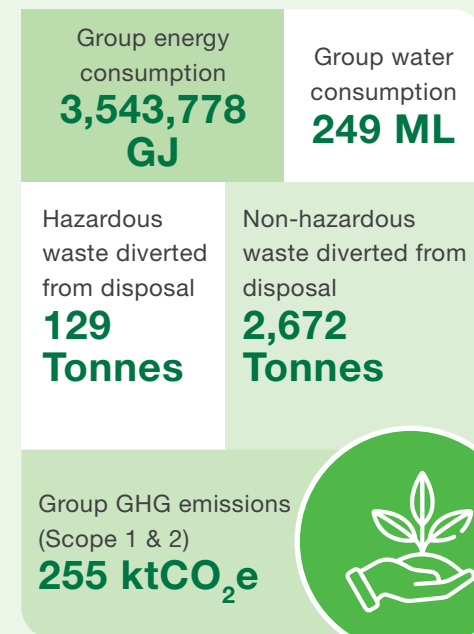 Group energy
consumption
3,543,778
GJ
Group water
consumption
249 ML
Hazardous
waste diverted
from disposal
129
Tonnes
Non-hazardous
waste diverted from
disposal
2,672
Tonnes
Group GHG emissions
(Scope 1 & 2)
255 ktCO₂e